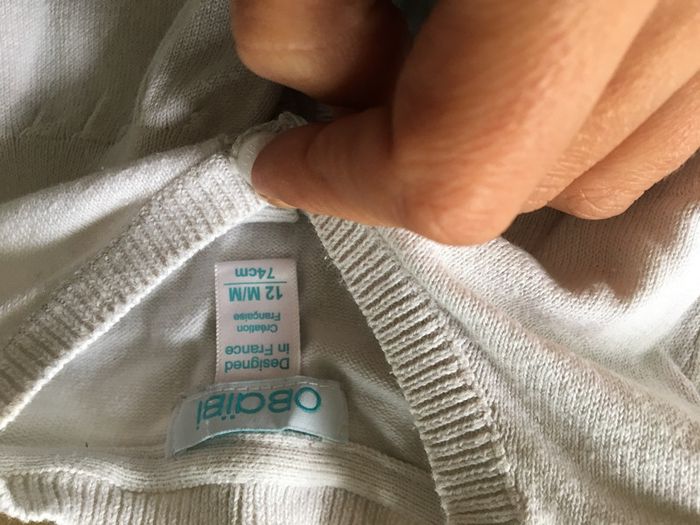 OBaïBi
Designed
in France
Création
Française
12 M/M
74cm